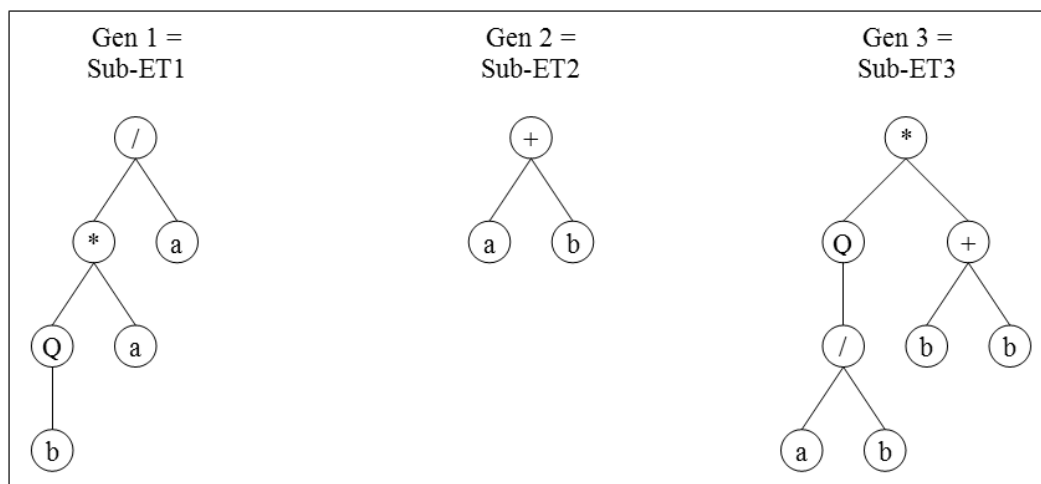 Gen 1 =
Sub-ET1
Gen 2 =
Sub-ET2
Gen 3 =
Sub-ET3
/
+
*
*
a
a
b
Q
+
Q
a
/
b
b
b
a
b